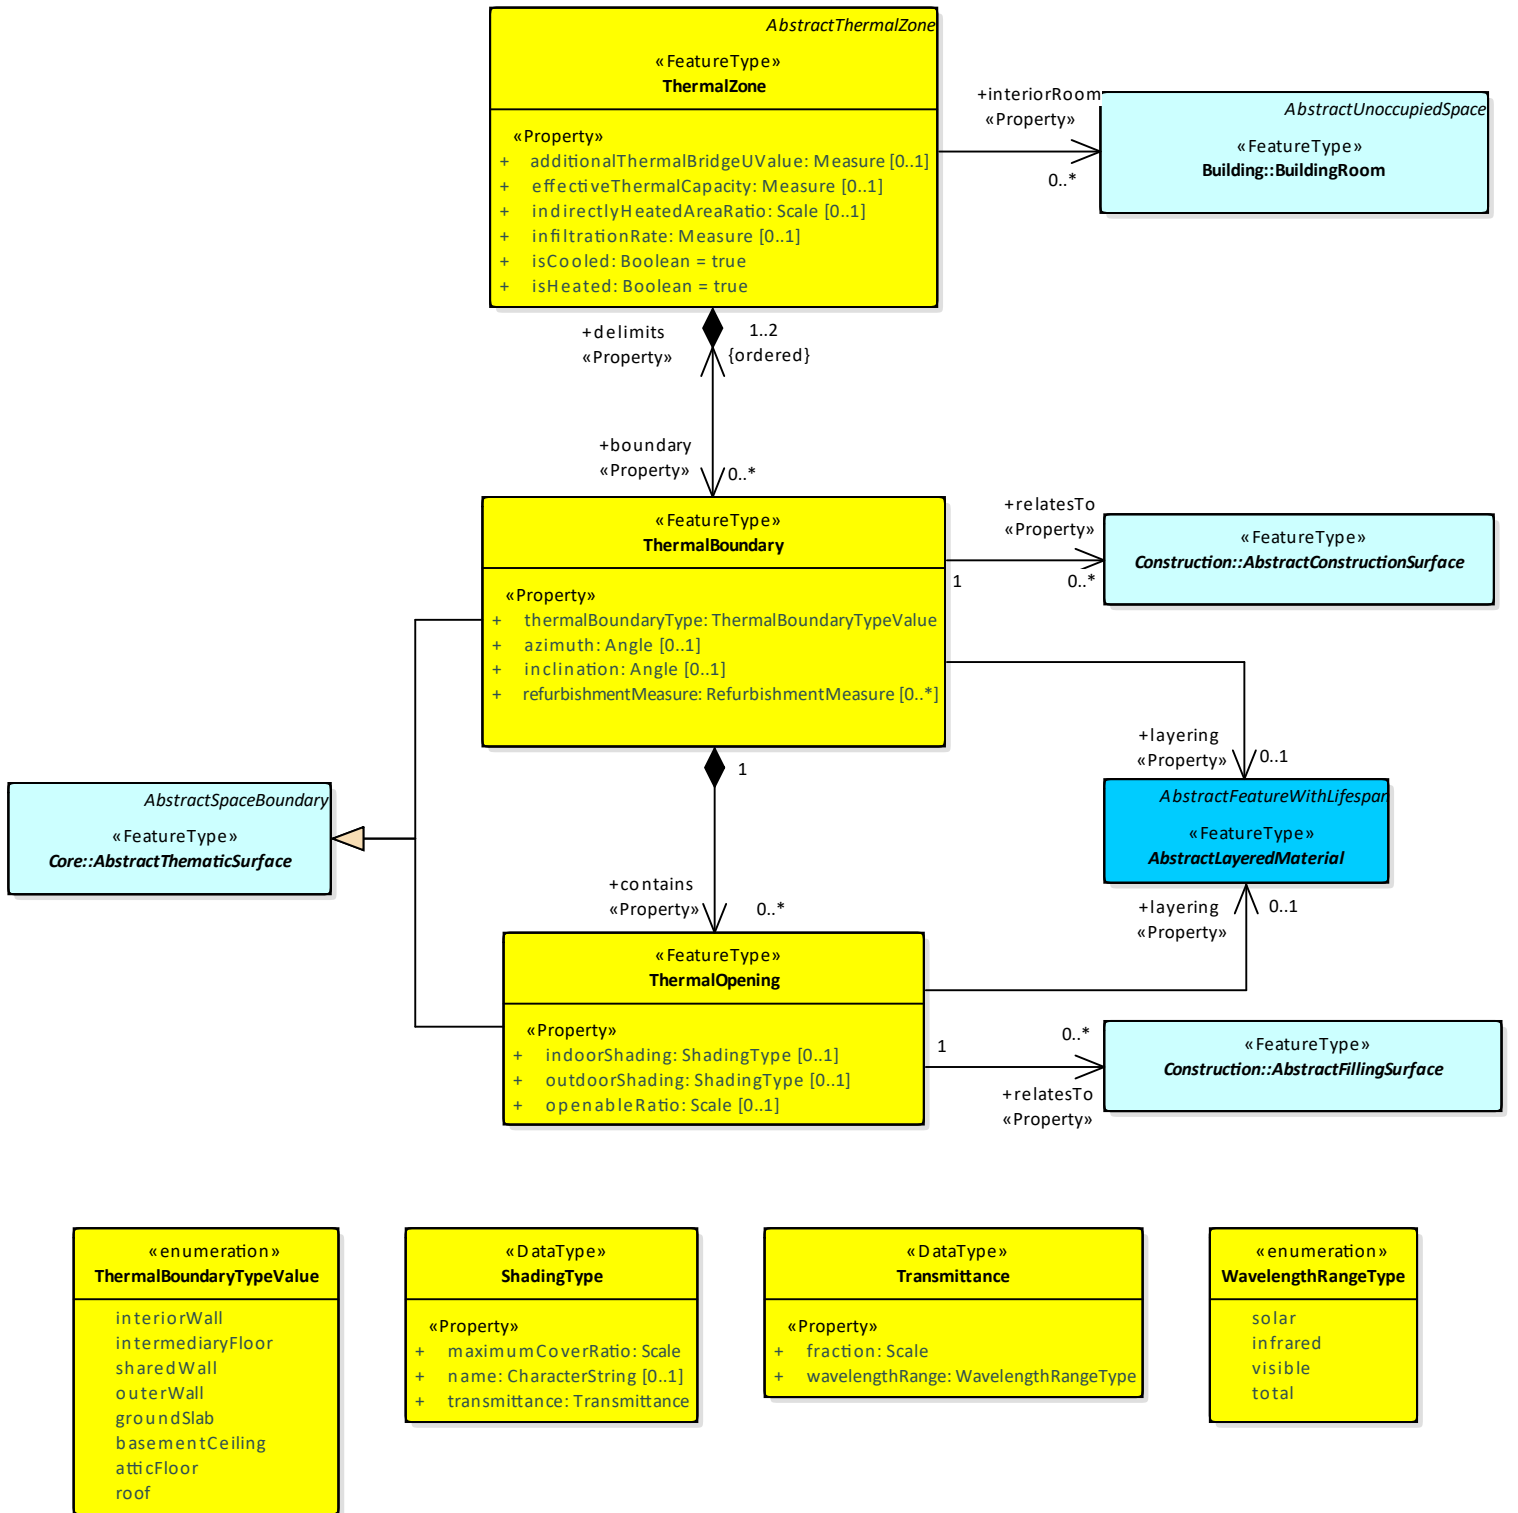 AbstractThermalZone
«FeatureType»
ThermalZone
«Property»
+ additionalThermalBridgeUValue: Measure [0..1]
+ effectiveThermalCapacity: Measure [0..1]
+ indirectlyHeatedAreaRatio: Scale [0..1]
+ infiltrationRate: Measure [0..1]
+ isCooled: Boolean = true
+ isHeated: Boolean = true
+interiorRoom
«Property»
0..*
AbstractUnoccupiedSpace
«FeatureType»
Building::BuildingRoom
+delimits
«Property»
1..2
{ordered}
+boundary
«Property»
0..*
«FeatureType»
ThermalBoundary
«Property»
+ thermalBoundaryType: ThermalBoundaryTypeValue
+ azimuth: Angle [0..1]
+ inclination: Angle [0..1]
+ refurbishmentMeasure: RefurbishmentMeasure [0..*]
+relatesTo
«Property»
1
0..*
«FeatureType»
Construction::AbstractConstructionSurface
+layering
«Property»
0..1
AbstractFeatureWithLifespan
«FeatureType»
AbstractLayeredMaterial
+layering
«Property»
0..1
AbstractSpaceBoundary
«FeatureType»
Core::AbstractThematicSurface
1
+contains
«Property»
0..*
«FeatureType»
ThermalOpening
«Property»
+ indoorShading: ShadingType [0..1]
+ outdoorShading: ShadingType [0..1]
+ openableRatio: Scale [0..1]
1
0..*
+relatesTo
«Property»
«FeatureType»
Construction::AbstractFillingSurface
«enumeration»
ThermalBoundaryTypeValue
interiorWall
intermediaryFloor
sharedWall
outerWall
groundSlab
basementCeiling
atticFloor
roof
«DataType»
ShadingType
«Property»
+ maximumCoverRatio: Scale
+ name: CharacterString [0..1]
+ transmittance: Transmittance
«DataType»
Transmittance
«Property»
+ fraction: Scale
+ wavelengthRange: WavelengthRangeType
«enumeration»
WavelengthRangeType
solar
infrared
visible
total